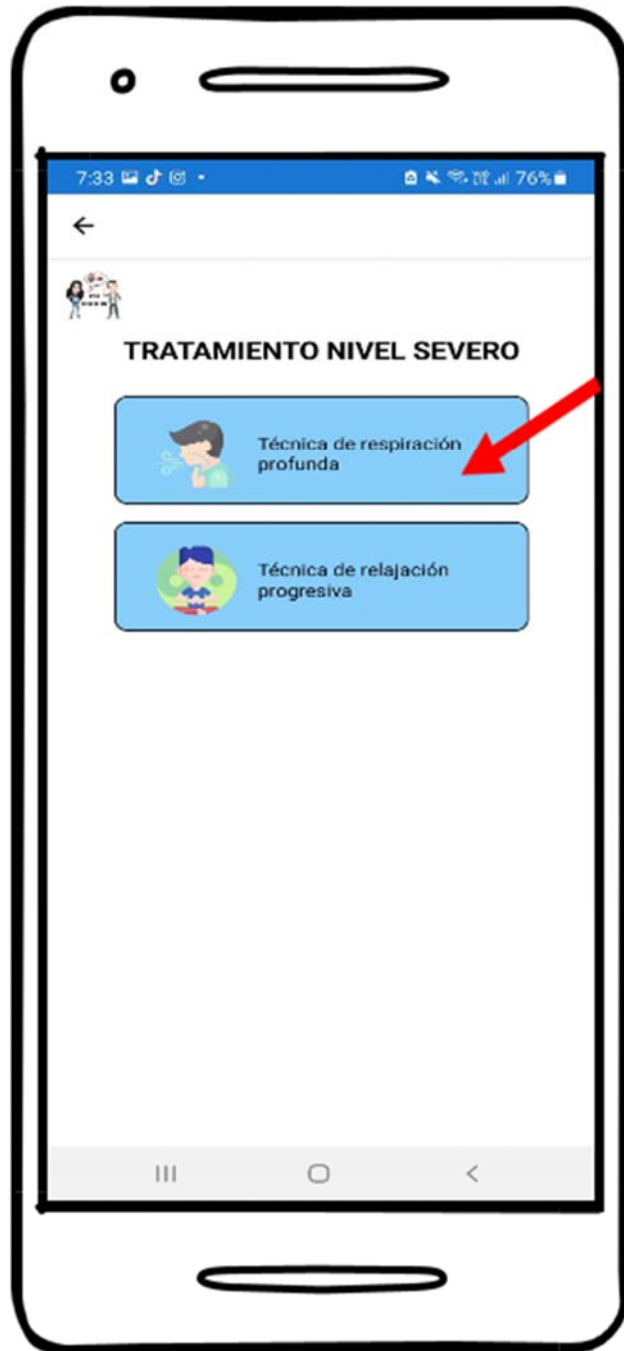 7:33 76%
TRATAMIENTO NIVEL SEVERO
Técnica de respiración
profunda
Técnica de relajación
progresiva